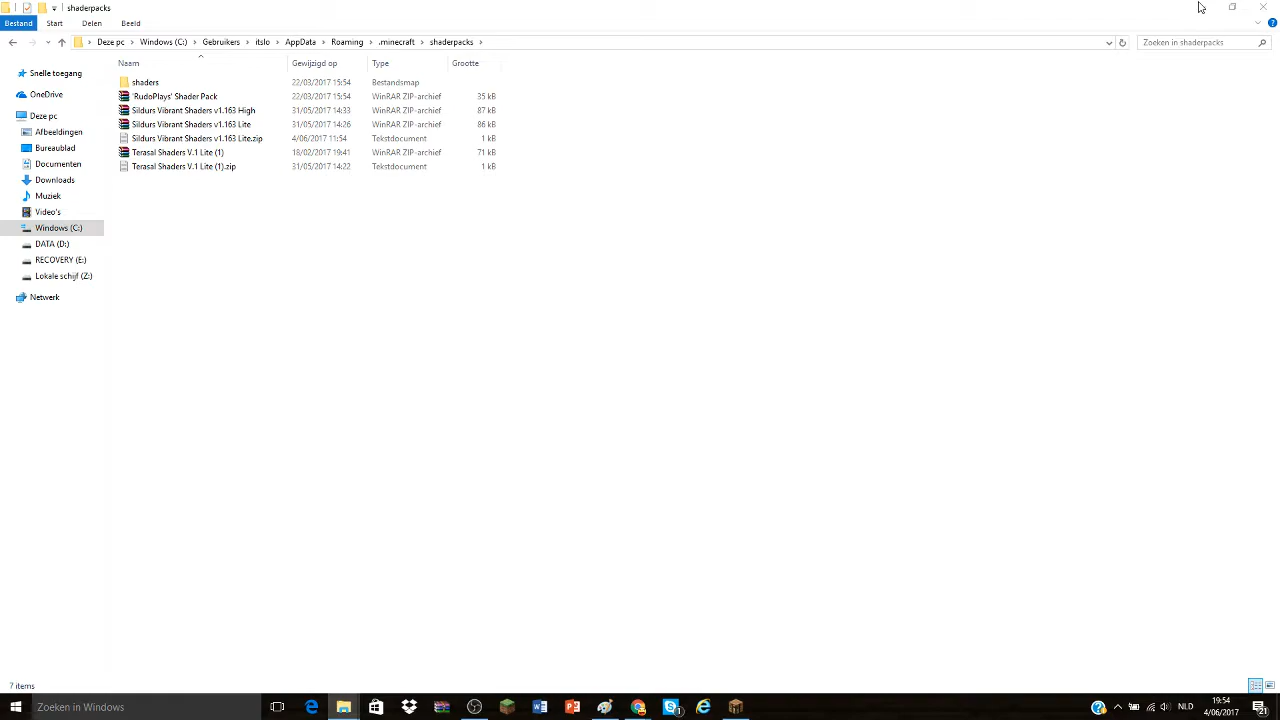 shaderpacks
Bestand Start Delen Beeld
Deze pc Windows (C:) Gebruikers itslo AppData Roaming .minecraft shaderpacks Zoeken in shaderpacks
Naam Gewijzigd op Type Grootte
Snelle toegang
OneDrive
Deze pc
Afbeeldingen
Bureaublad
Documenten
Downloads
Muziek
Video's
Windows (C:)
DATA (D:)
RECOVERY (E:)
Lokale schijf (Z:)
Netwerk
shaders 22/03/2017 15:54 Bestandsmap
'RudoPlays' Shader Pack 22/03/2017 15:54 WinRAR ZIP-archief 35 kB
Sildurs Vibrant Shaders v1.163 High 31/05/2017 14:33 WinRAR ZIP-archief 87 kB
Sildurs Vibrant Shaders v1.163 Lite 31/05/2017 14:26 WinRAR ZIP-archief 86 kB
Sildurs Vibrant Shaders v1.163 Lite.zip 4/06/2017 11:54 Tekstdocument 1 kB
Terasal Shaders V.1 Lite (1) 18/02/2017 19:41 WinRAR ZIP-archief 71 kB
Terasal Shaders V.1 Lite (1).zip 31/05/2017 14:22 Tekstdocument 1 kB
7 items
Zoeken in Windows
NLD
19:54
4/06/2017